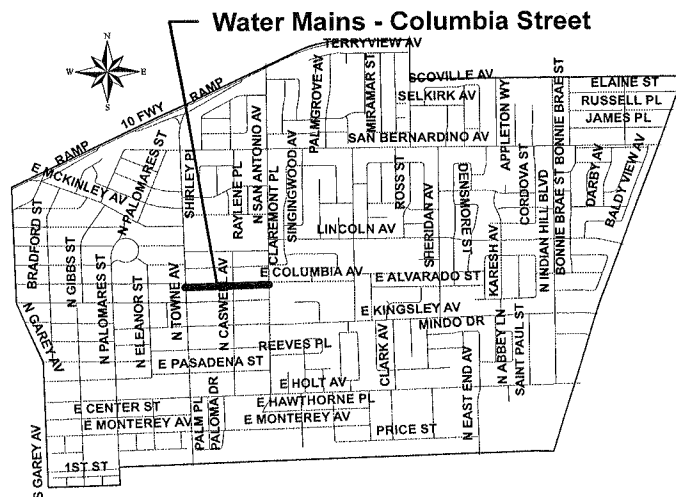 Water Mains - Columbia Street
TERRYVIEW AV
N
W
E
S
10 FWY
RAMP
RAMP
SCOVILLE AV
SELKIRK AV
ELAINE ST
RUSSELL PL
JAMES PL
SAN BERNARDINO AV
PALMGROVE AV
MIRAMAR ST
APPLETON WY
BONNIE BRAE ST
E MCKINLEY AV
N PALOMARES ST
SHIRLEY PL
RAYLENE PL
N SAN ANTONIO AV
CLAREMONT PL
SINGINGWOOD AV
ROSS ST
SHERIDAN AV
DENSMORE ST
CORDOVA ST
N INDIAN HILL BLVD
BONNIE BRAE ST
DARBY AV
BALDY VIEW AV
LINCOLN AV
BRADFORD ST
N GIBBS ST
N PALOMARES ST
N ELEANOR ST
N TOWNE AV
N CASWELL AV
E COLUMBIA AV
E ALVARADO ST
KARESH AV
E KINGSLEY AV
MINDO DR
N GAREY AV
REEVES PL
CLARK AV
N ABBEY LN
SAINT PAUL ST
E PASADENA ST
E HOLT AV
E HAWTHORNE PL
E CENTER ST
E MONTEREY AV
E MONTEREY AV
PALM PL
PALOMA DR
N EAST END AV
PRICE ST
S GAREY AV
1ST ST